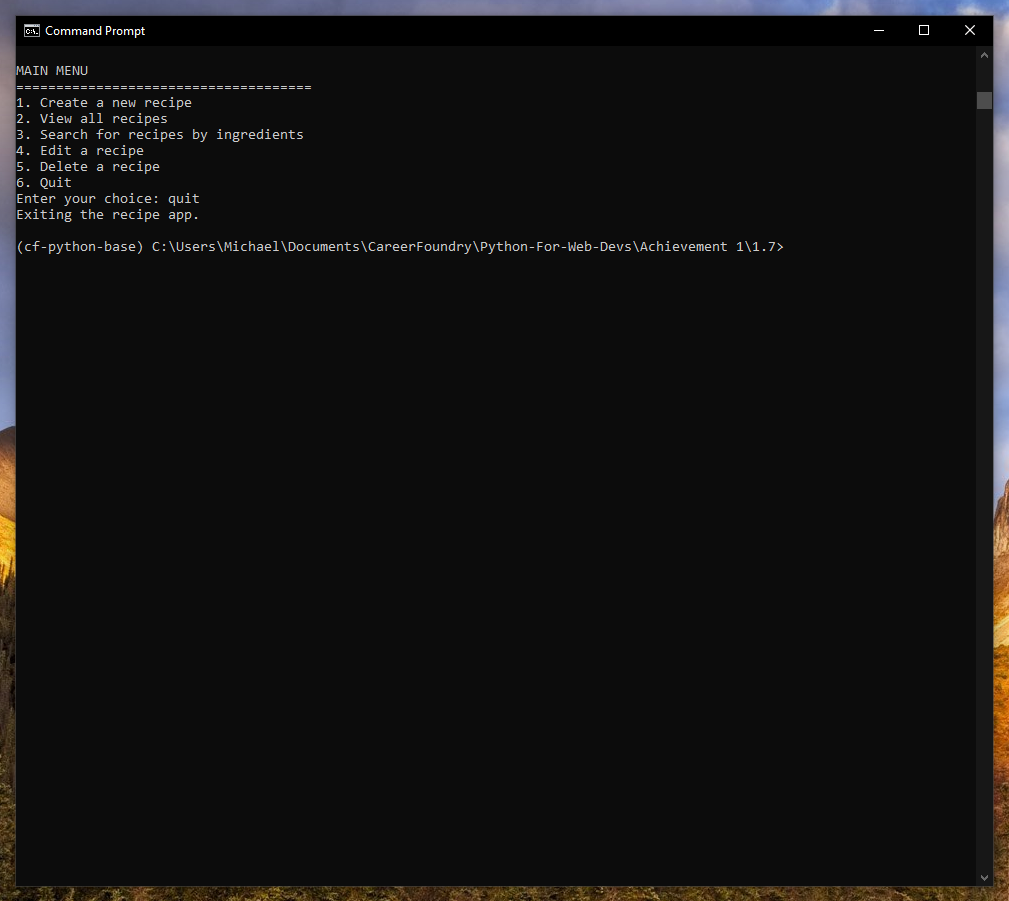 Command Prompt
MAIN MENU
=====================================
1. Create a new recipe
2. View all recipes
3. Search for recipes by ingredients
4. Edit a recipe
5. Delete a recipe
6. Quit
Enter your choice: quit
Exiting the recipe app.
(cf-python-base) C:\Users\Michael\Documents\CareerFoundry\Python-For-Web-Devs\Achievement 1\1.7>